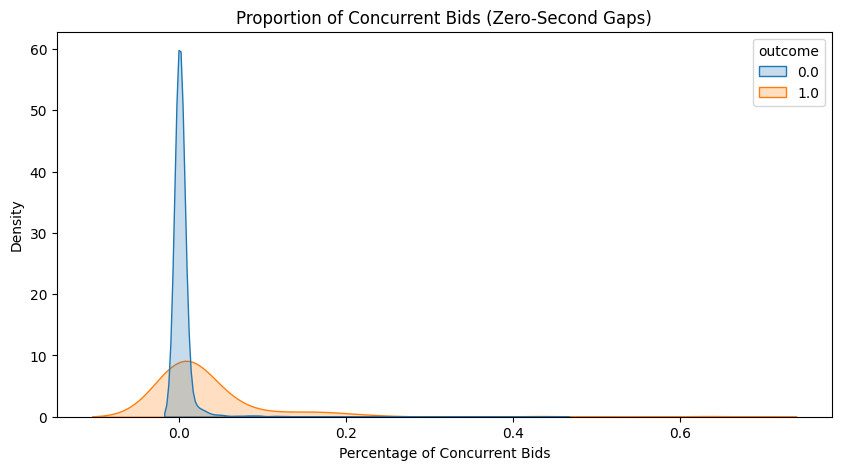 Proportion of Concurrent Bids (Zero-Second Gaps)
outcome
0.0
1.0
60
50
40
30
20
10
0
Density
0.0 0.2 0.4 0.6
Percentage of Concurrent Bids